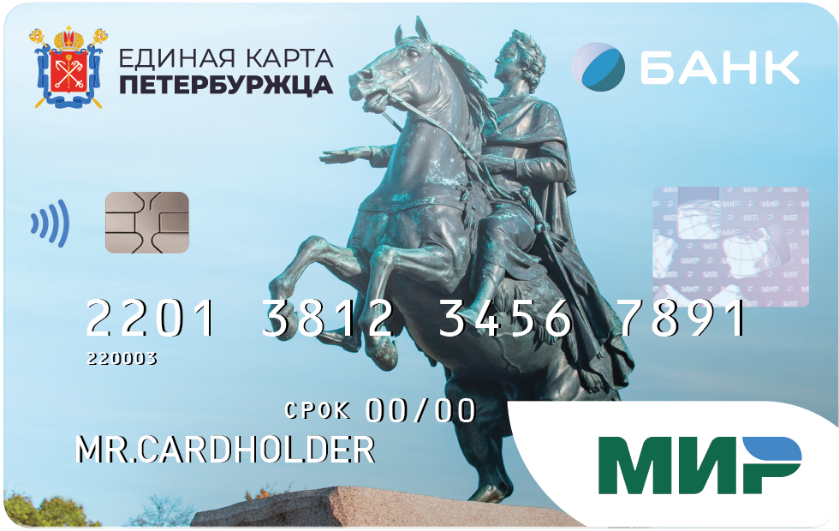 ЕДИНАЯ КАРТА
ПЕТЕРБУРЖЦА
БАНК
2201 3812 3456 7891
220003
СРОК 00/00
MR.CARDHOLDER
МИР